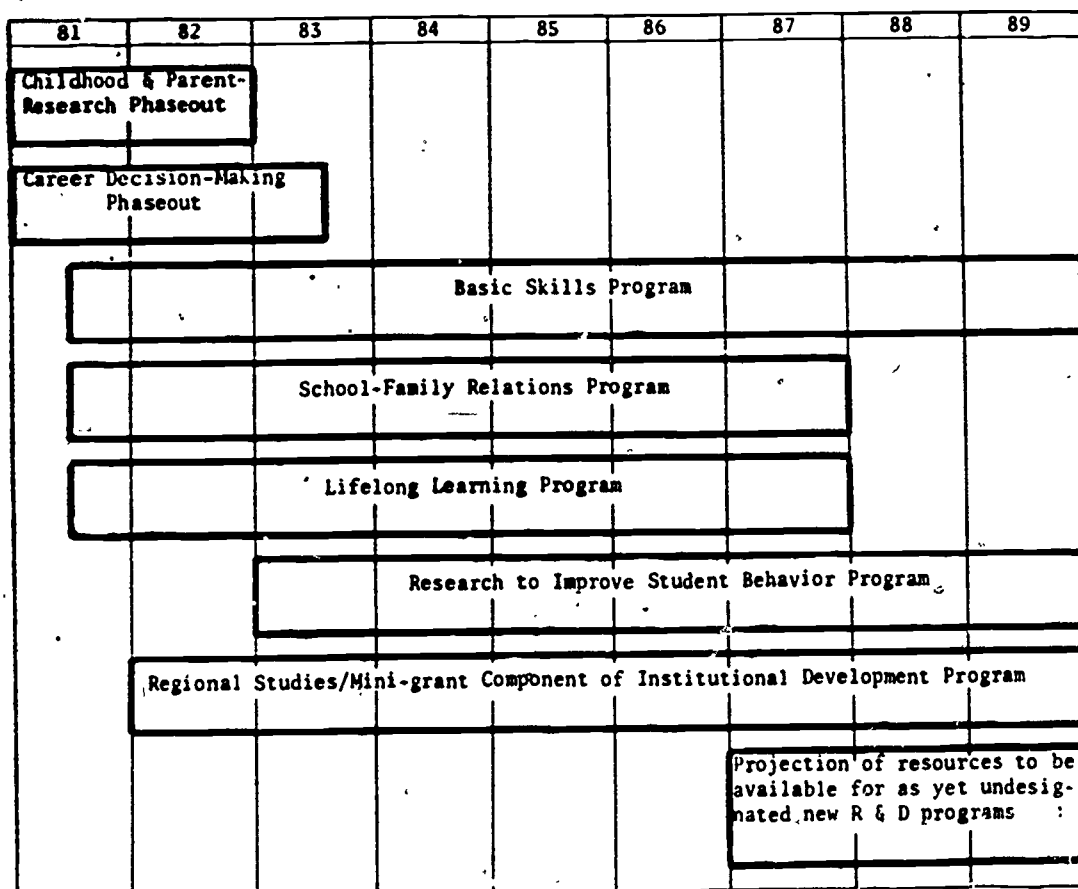 81 82 83 84 85 86 87 88 89
Childhood & Parent-
Research Phaseout
Career Decision-Making
Phaseout
Basic Skills Program
School-Family Relations Program
Lifelong Learning Program
Research to Improve Student Behavior Program
Regional Studies/Mini-grant Component of Institutional Development Program
Projection of resources to be
available for as yet undesig-
nated new R & D programs